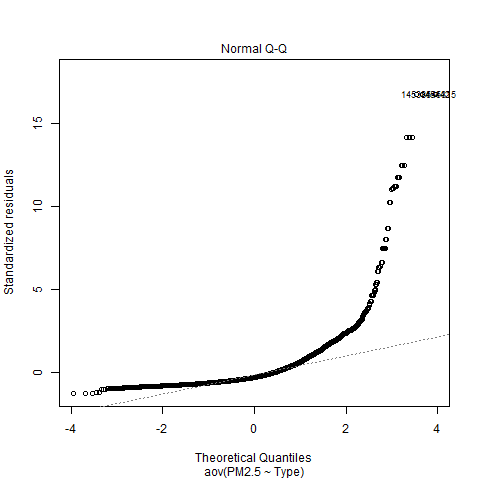 Normal Q-Q
Standardized residuals
15
10
5
0
-4
-2
0
2
4
Theoretical Quantiles
aov(PM2.5 ~ Type)